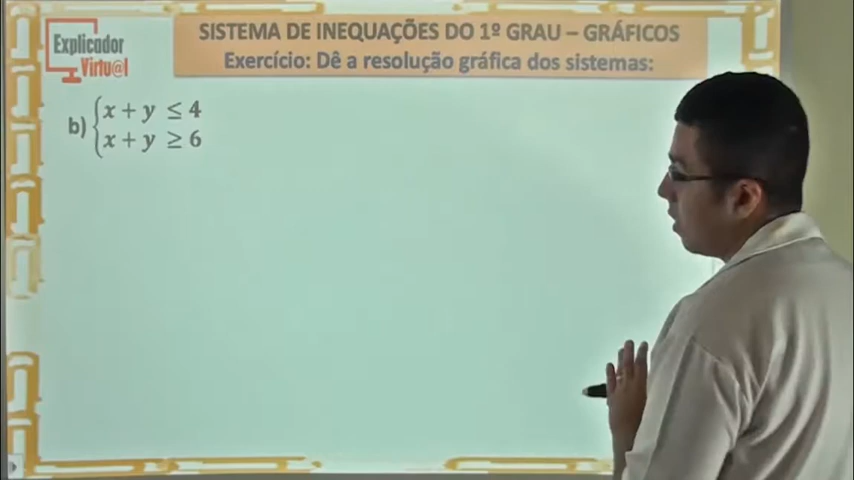 Explicador
Virtu@l
SISTEMA DE INEQUAÇÕES DO 1º GRAU – GRÁFICOS
Exercício: Dê a resolução gráfica dos sistemas:
b) {x + y ≤ 4
x + y ≥ 6